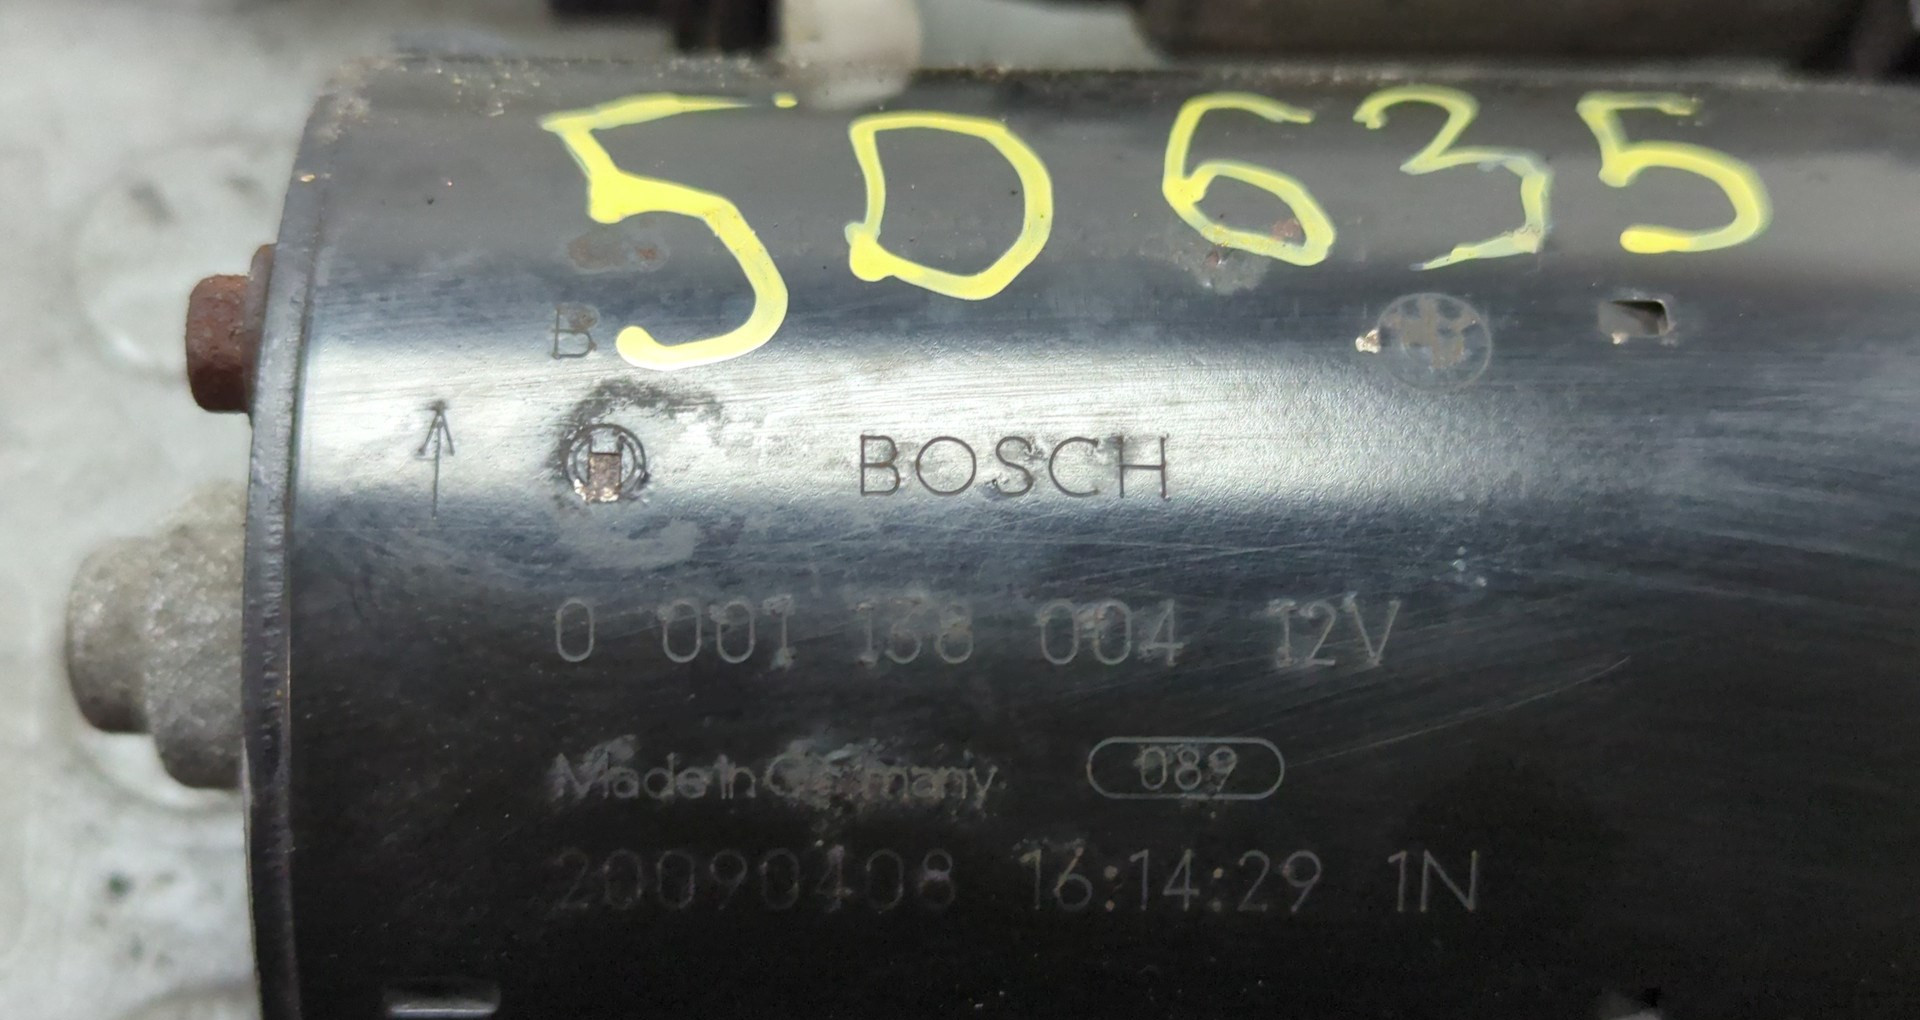 5D635
B
BOSCH
0 001 138 004 12V
Made in Germany 089
20090408 16:14:29 1N